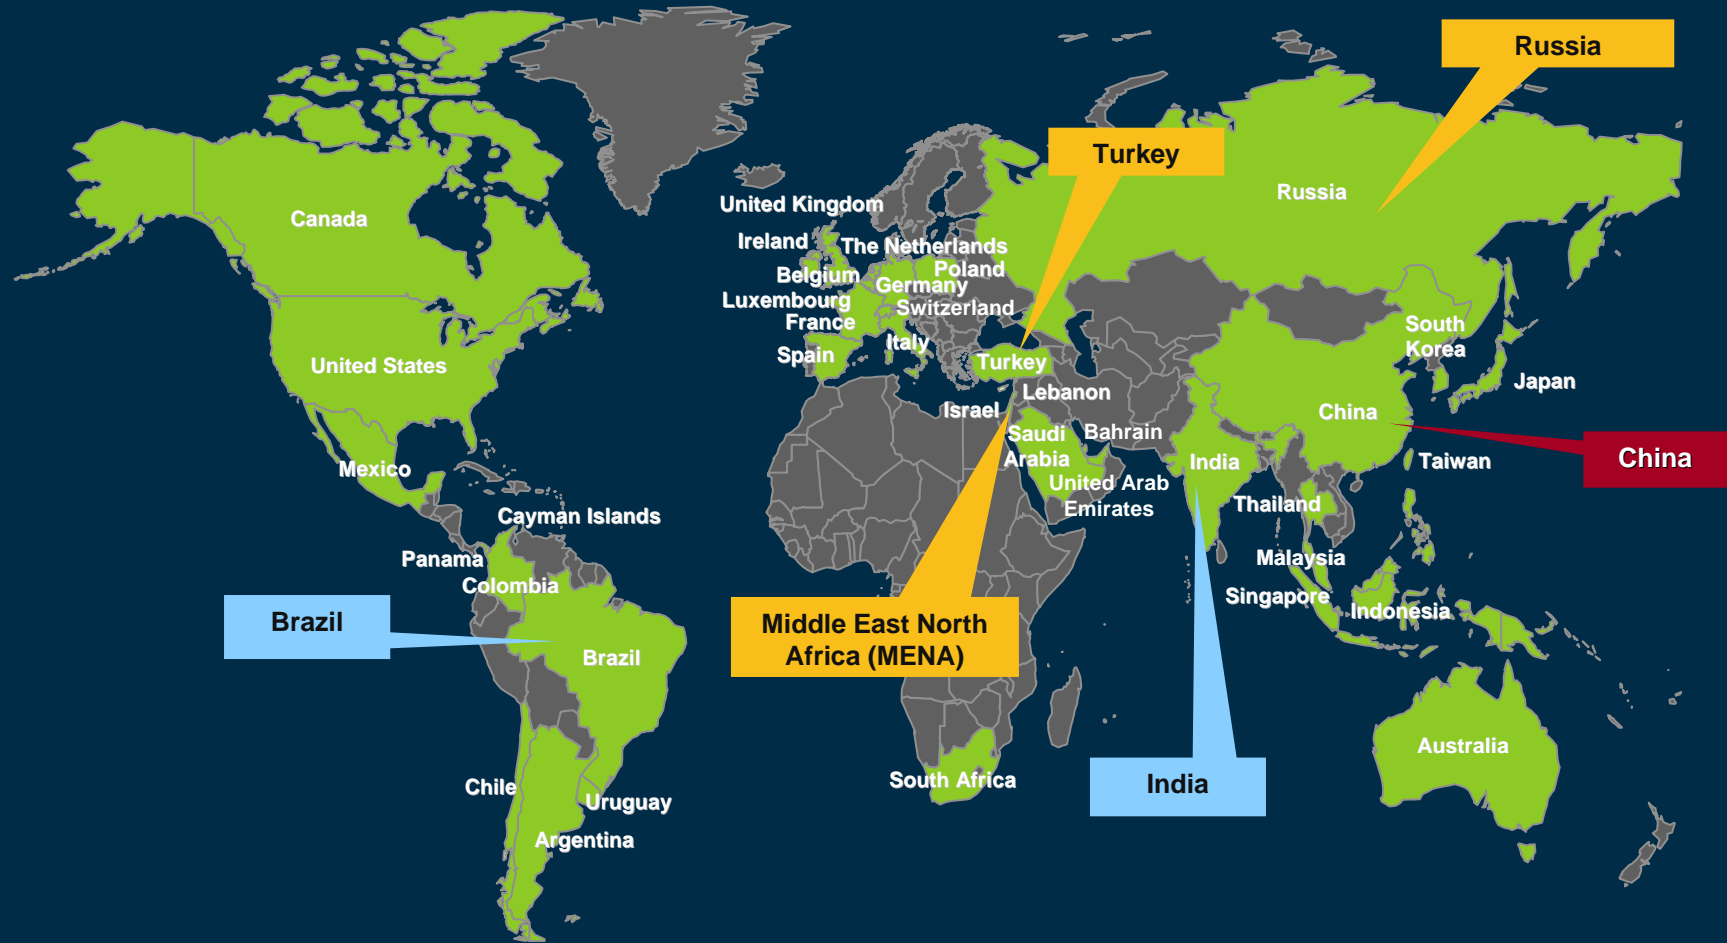 Russia
Turkey
Russia
Canada
United Kingdom
Ireland
The Netherlands
Belgium
Poland
Germany
Luxembourg
Switzerland
France
Italy
Spain
Turkey
United States
South
Korea
Japan
Lebanon
Israel
China
Saudi
Arabia
Bahrain
Mexico
India
Taiwan
China
United Arab
Emirates
Thailand
Cayman Islands
Panama
Colombia
Malaysia
Singapore
Indonesia
Brazil
Middle East North
Africa (MENA)
Brazil
Australia
South Africa
India
Chile
Uruguay
Argentina